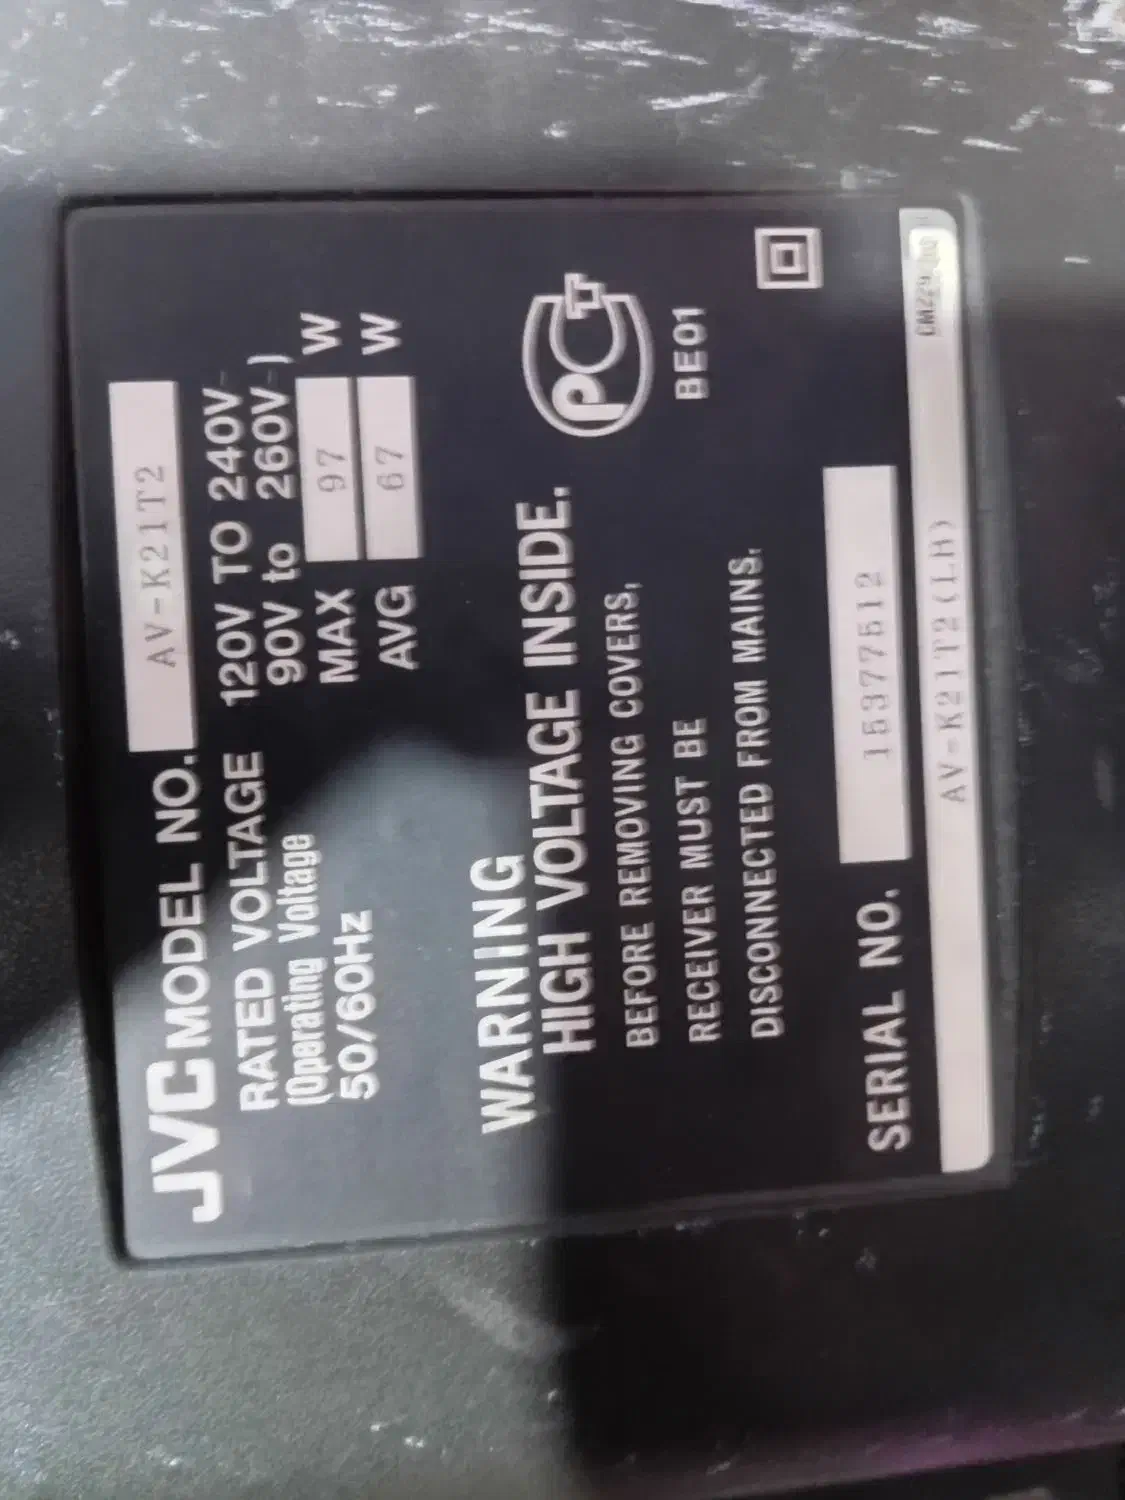 JVC MODEL NO. AV-K21T2
RATED VOLTAGE 120V TO 240V~
(Operating Voltage 90V to 260V~)
50/60Hz MAX 97 W
AVG 67 W
WARNING
HIGH VOLTAGE INSIDE.
BEFORE REMOVING COVERS,
RECEIVER MUST BE
DISCONNECTED FROM MAINS.
PCT
BE01
SERIAL NO. 15377512
AV-K21T2(LH)